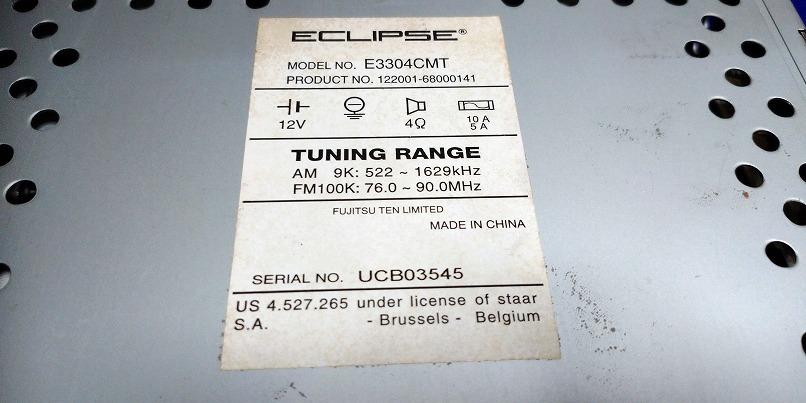 ECLIPSE®
MODEL NO. E3304CMT
PRODUCT NO. 122001-68000141
12V 4Ω 10 A
5 A
TUNING RANGE
AM 9K: 522 ~ 1629kHz
FM100K: 76.0 ~ 90.0MHz
FUJITSU TEN LIMITED
MADE IN CHINA
SERIAL NO. UCB03545
US 4.527.265 under license of staar
S.A. - Brussels - Belgium